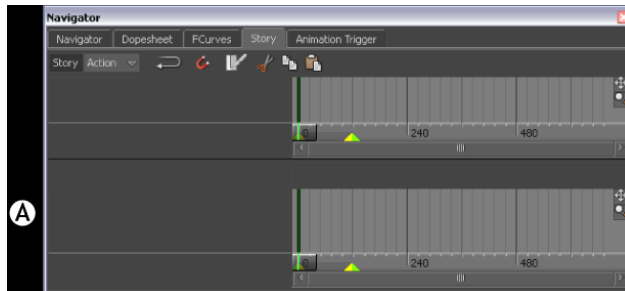 Navigator
Navigator Dopesheet FCurves Story Animation Trigger
Story Action
0 240 480
A
0 240 480